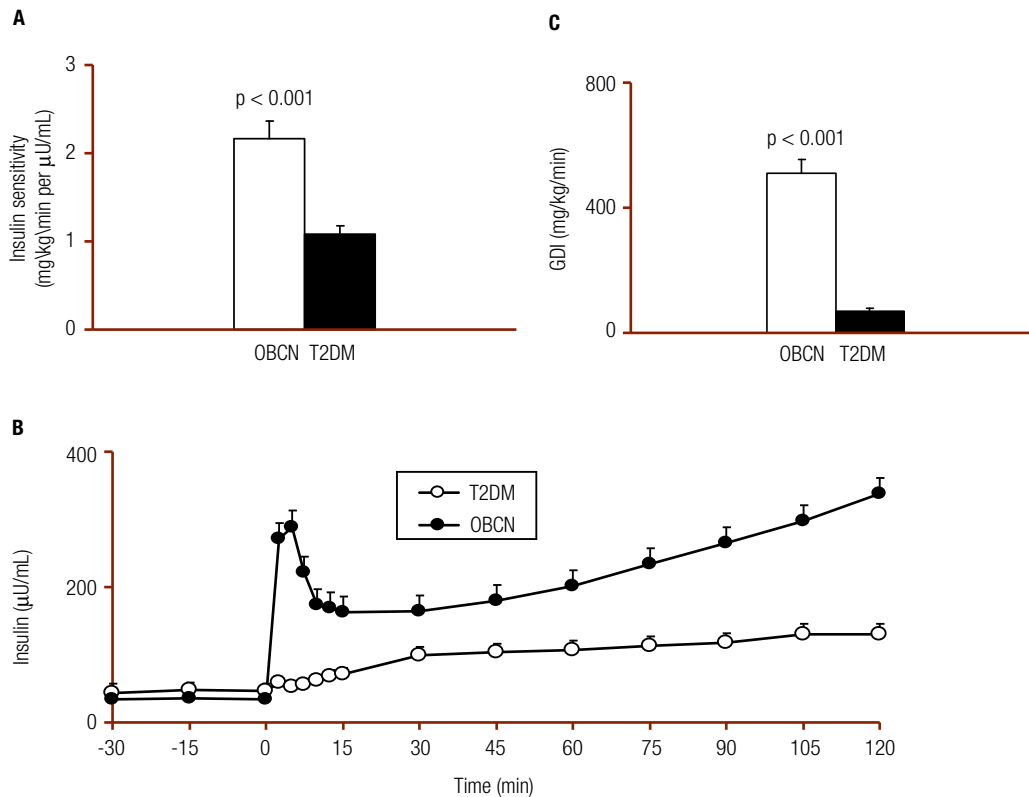 A
Insulin sensitivity
(mg\kg\min per μU/mL)
3
2
1
0
p < 0.001
OBCN T2DM
C
GDI (mg/kg/min)
800
400
0
p < 0.001
OBCN T2DM
B
Insulin (μU/mL)
400
200
0
T2DM
OBCN
-30 -15 0 15 30 45 60 75 90 105 120
Time (min)